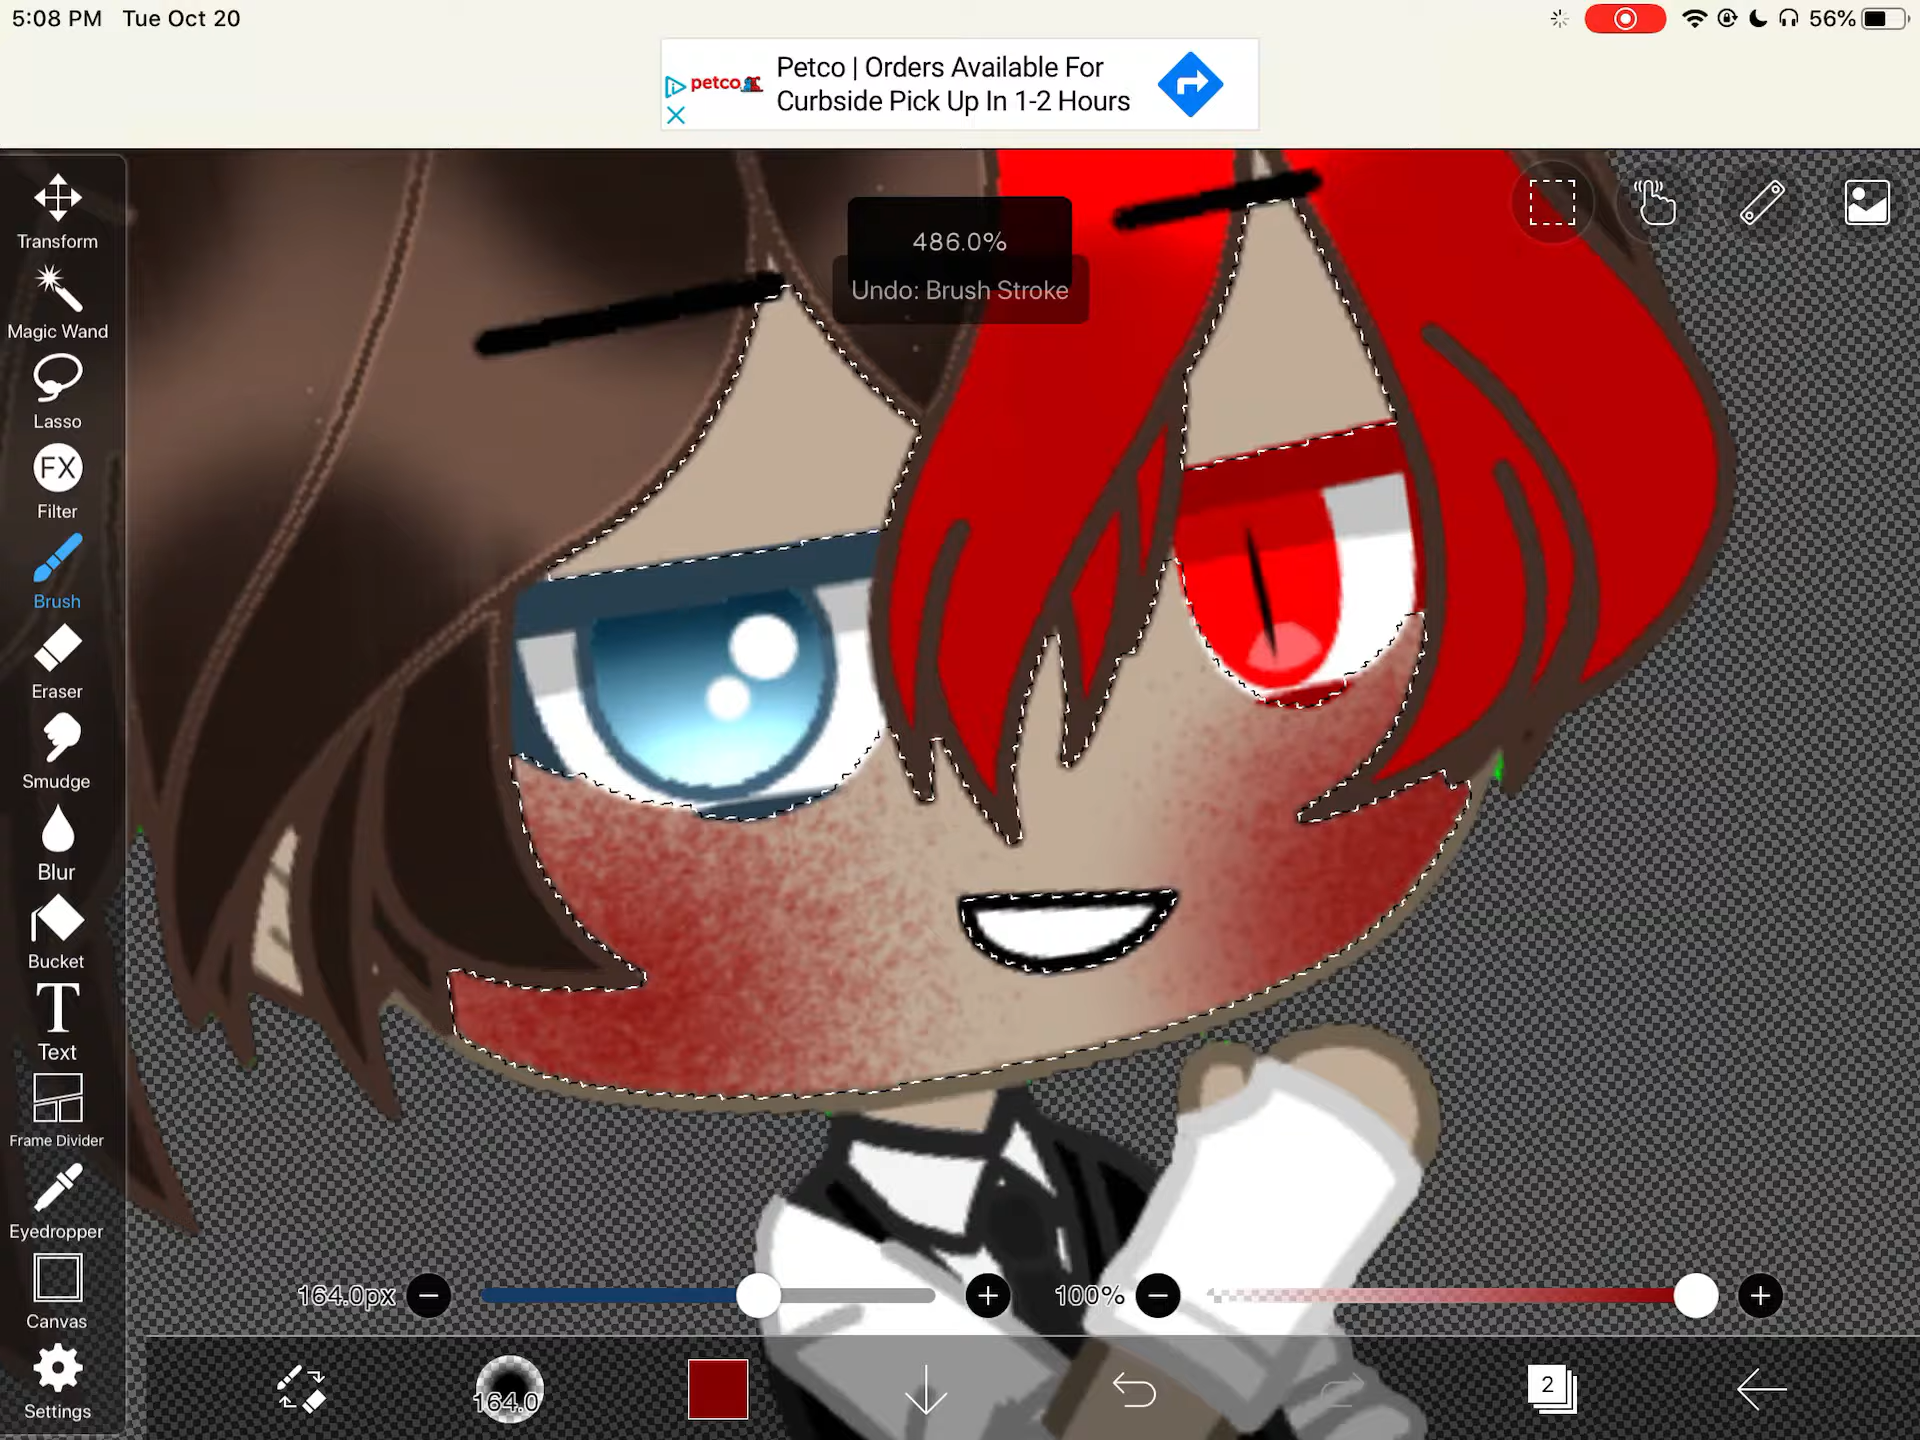 5:08 PM Tue Oct 20
56%
petco
Petco | Orders Available For
Curbside Pick Up In 1-2 Hours
486.0%
Undo: Brush Stroke
Transform
Magic Wand
Lasso
FX
Filter
Brush
Eraser
Smudge
Blur
Bucket
T
Text
Frame Divider
Eyedropper
Canvas
Settings
164.0px
100%
164.0
2